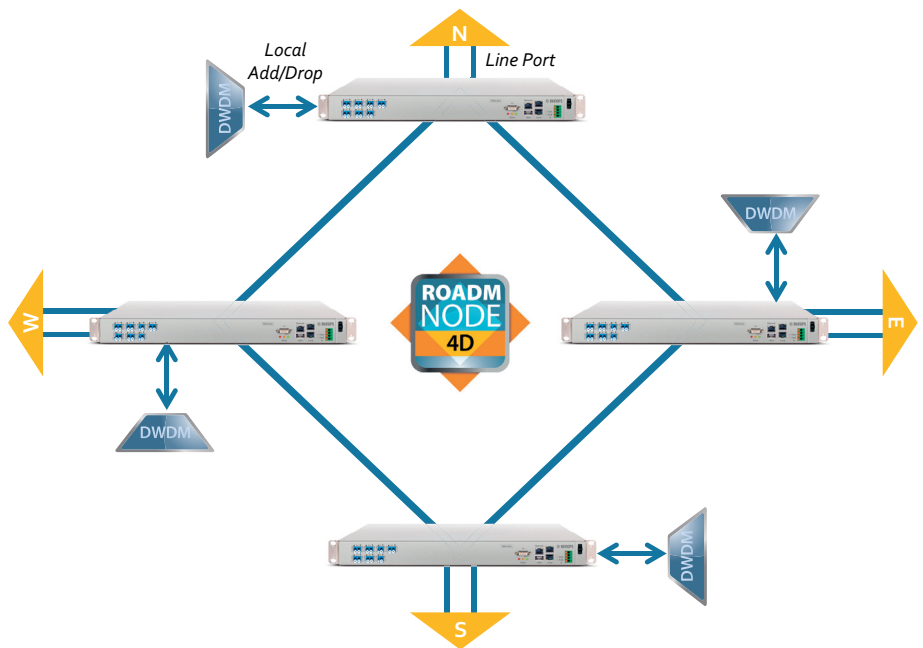 N
Local
Add/Drop
Line Port
DWDM
DWDM
W
ROADM
NODE
4D
E
DWDM
DWDM
S